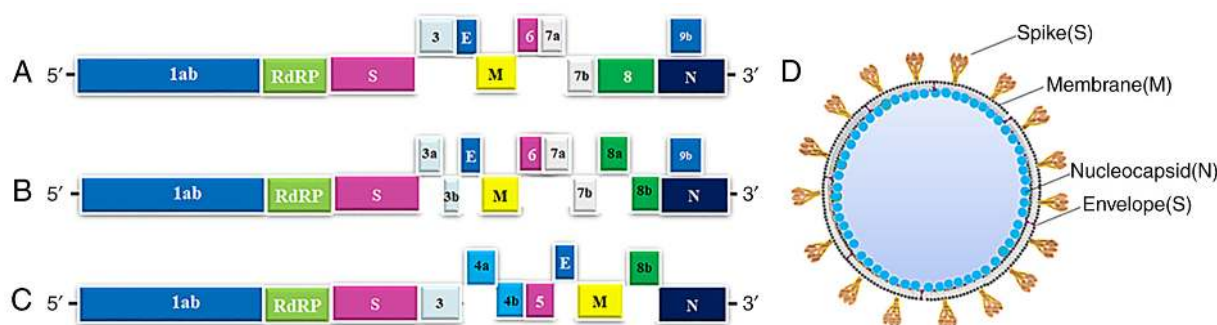 A 5′ 1ab RdRP S 3 E M 6 7a 7b 8 9b N 3′
B 5′ 1ab RdRP S 3a 3b E M 6 7a 7b 8a 8b 9b N 3′
C 5′ 1ab RdRP S 3 4a 4b 5 E M 8b N 3′
D
Spike(S)
Membrane(M)
Nucleocapsid(N)
Envelope(S)